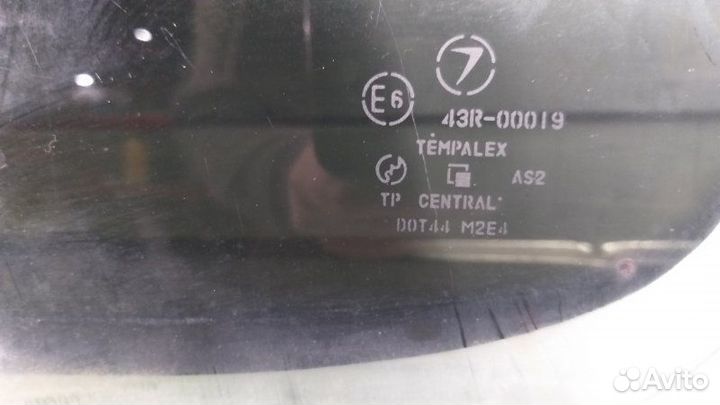 E6
43R-00019
TEMPALEX
AS2
TP CENTRAL
DOT44 M2E4
Avito